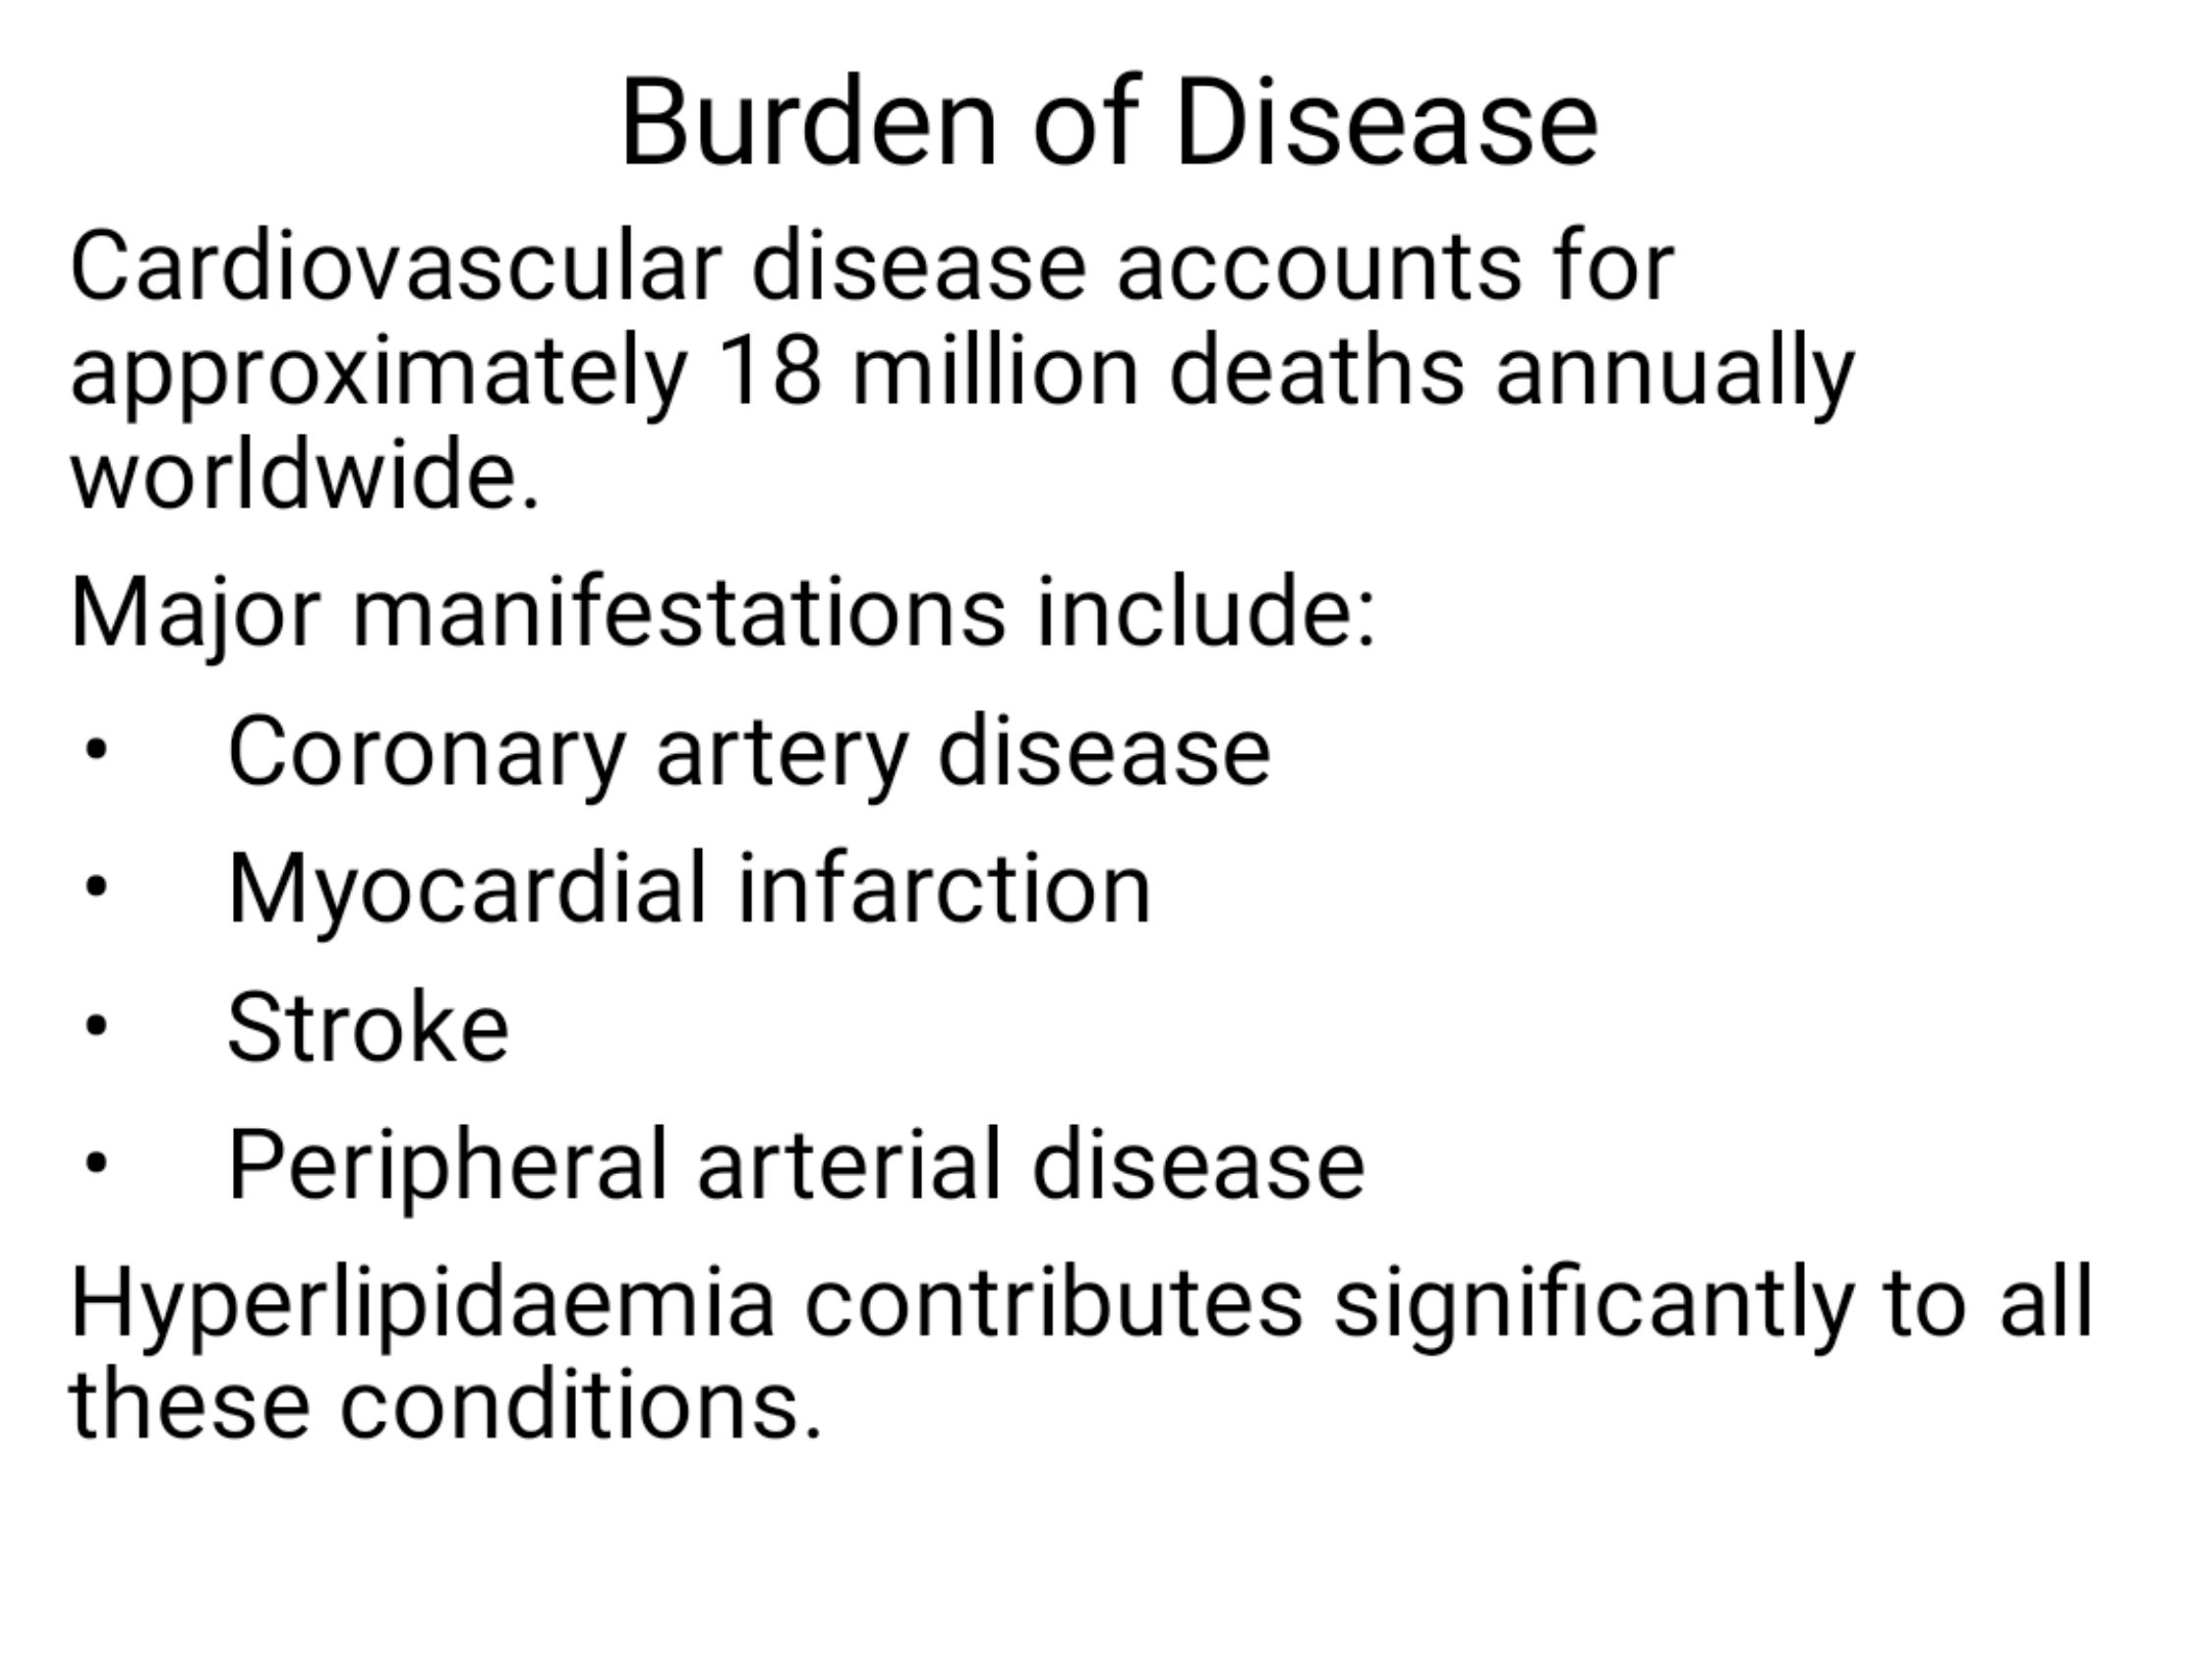 Burden of Disease
Cardiovascular disease accounts for
approximately 18 million deaths annually
worldwide.
Major manifestations include:
• Coronary artery disease
• Myocardial infarction
• Stroke
• Peripheral arterial disease
Hyperlipidaemia contributes significantly to all
these conditions.